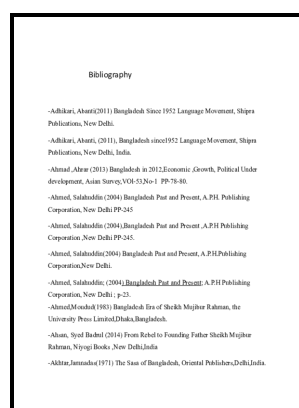 Bibliography
-Adhikari, Abanti(2011) Bangladesh Since 1952 Language Movement, Shipra
Publications, New Delhi.
-Adhikari, Abanti, (2011), Bangladesh since1952 Language Movement, Shipra
Publications, New Delhi, India.
-Ahmad ,Ahrar (2013) Bangladesh in 2012,Economic ,Growth, Political Under
development, Asian Survey,VOl-53,No-1 PP-78-80.
-Ahmed, Salahuddin (2004) Bangladesh Past and Present, A.P.H. Publishing
Corporation, New Delhi PP-245
-Ahmed, Salahuddin (2004),Bangladesh Past and Present ,A.P.H Publishing
Corporation ,New Delhi PP-245.
-Ahmed, Salahuddin(2004) Bangladesh Past and Present, A.P.H.Publishing
Corporation,New Delhi.
-Ahmed, Salahuddin; (2004) Bangladesh Past and Present; A.P.H Publishing
Corporation, New Delhi ; p-23.
-Ahmed,Moudud(1983) Bangladesh Era of Sheikh Mujibur Rahman, the
University Press Limited,Dhaka,Bangladesh.
-Ahsan, Syed Badrul (2014) From Rebel to Founding Father Sheikh Mujibur
Rahman, Niyogi Books ,New Delhi,India
-Akhtar,Jamnadas(1971) The Saga of Bangladesh, Oriental Publishers,Delhi,India.